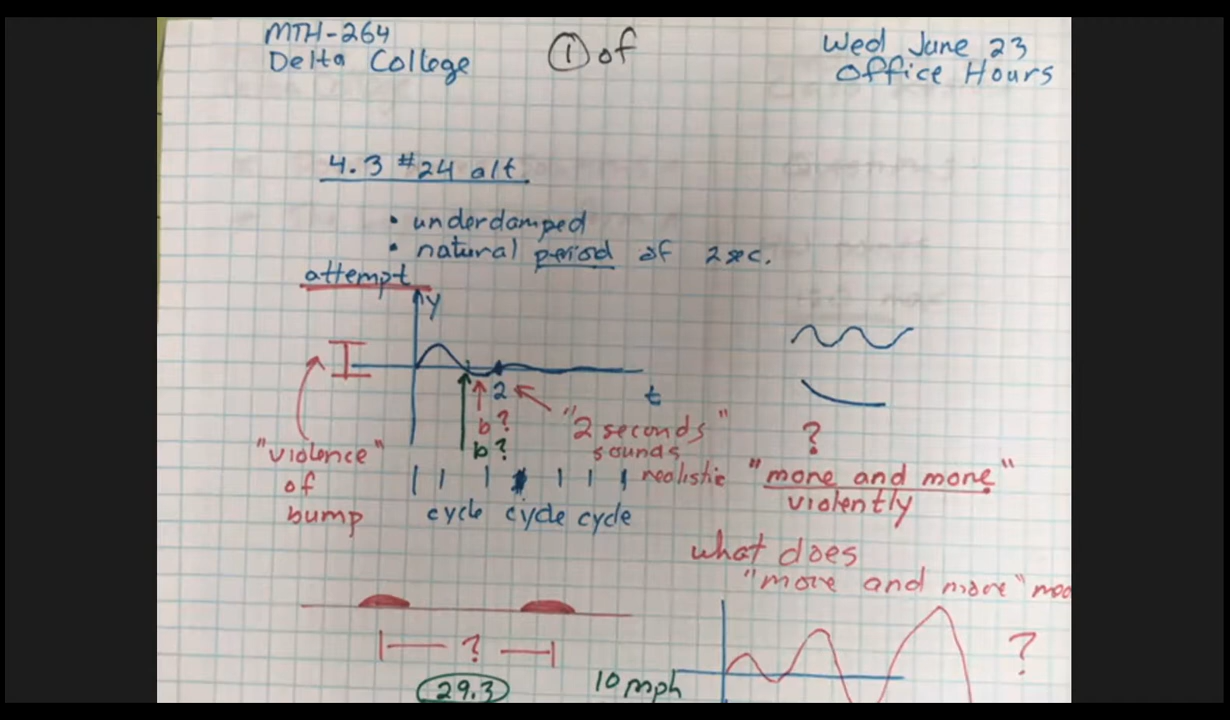 MTH-264
Delta College
① of
Wed June 23
Office Hours
4.3 #24 alt.
• underdamped
• natural period of 2 sec.
attempt
y
2
t
b?
b?
"2 seconds"
sounds
realistic
"violence"
of
bump
cycle cycle cycle
?
"more and more"
violently
what does
"more and more"
?
?
29.3
10 mph